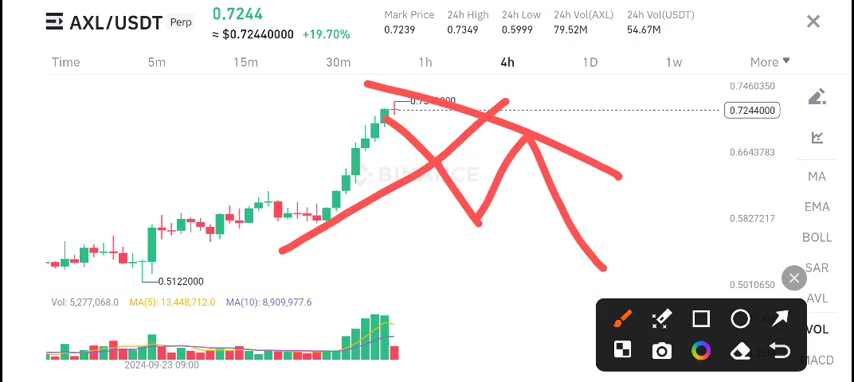 AXL/USDT Perp
0.7244
≈ $0.72440000 +19.70%
Mark Price 24h High 24h Low 24h Vol(AXL) 24h Vol(USDT)
0.7239 0.7349 0.5999 79.52M 54.67M
Time 5m 15m 30m 1h 4h 1D 1w More
0.7460350
0.7244000
0.6643783
0.5827217
0.5010650
BINANCE
0.5122000
MA
EMA
BOLL
SAR
AVL
VOL
MACD
Vol: 5,277,068.0 MA(5): 13,448,712.0 MA(10): 8,909,977.6
2024-09-23 09:00